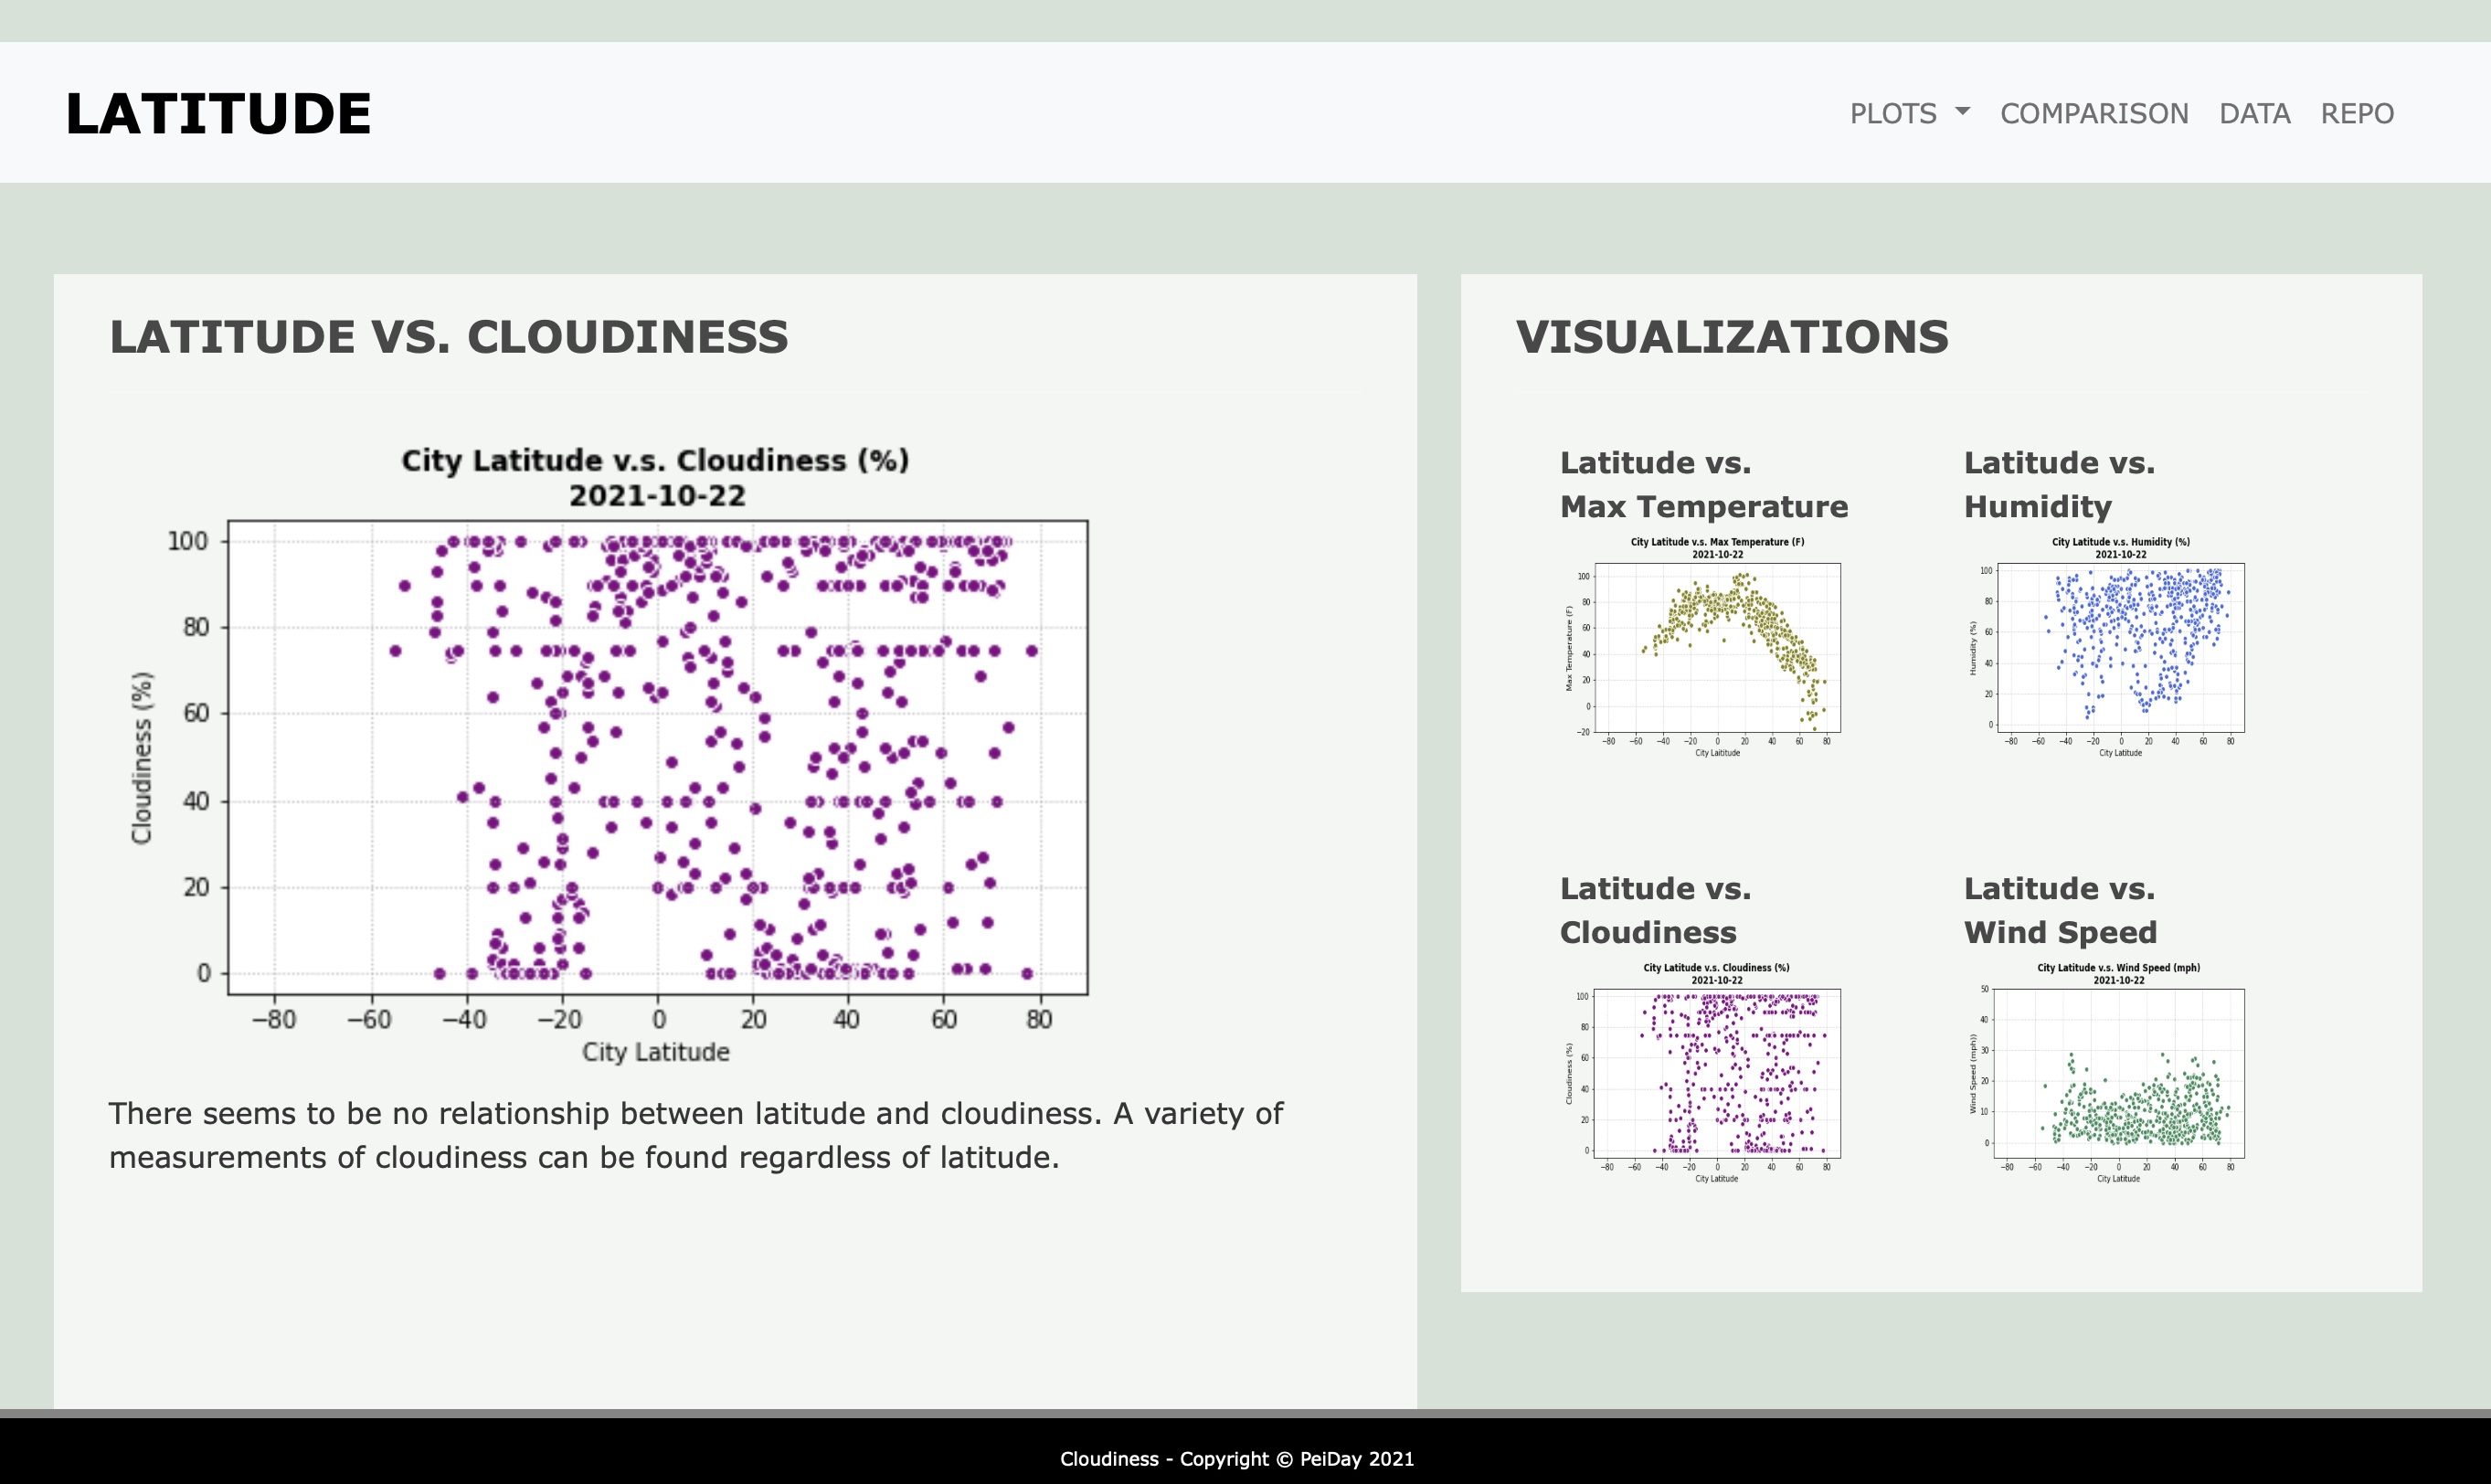 LATITUDE
PLOTS COMPARISON DATA REPO
LATITUDE VS. CLOUDINESS
City Latitude v.s. Cloudiness (%)
2021-10-22
100
80
60
40
20
0
Cloudiness (%)
−80 −60 −40 −20 0 20 40 60 80
City Latitude
There seems to be no relationship between latitude and cloudiness. A variety of
measurements of cloudiness can be found regardless of latitude.
VISUALIZATIONS
Latitude vs.
Max Temperature
City Latitude v.s. Max Temperature (F)
2021-10-22
100
80
60
40
20
0
−20
Max Temperature (F)
−80 −60 −40 −20 0 20 40 60 80
City Laititude
Latitude vs.
Humidity
City Latitude v.s. Humidity (%)
2021-10-22
100
80
60
40
20
0
Humidity (%)
−80 −60 −40 −20 0 20 40 60 80
City Latitude
Latitude vs.
Cloudiness
City Latitude v.s. Cloudiness (%)
2021-10-22
100
80
60
40
20
0
Cloudiness (%)
−80 −60 −40 −20 0 20 40 60 80
City Latitude
Latitude vs.
Wind Speed
City Latitude v.s. Wind Speed (mph)
2021-10-22
50
40
30
20
10
0
Wind Speed (mph))
−80 −60 −40 −20 0 20 40 60 80
City Latitude
Cloudiness - Copyright © PeiDay 2021